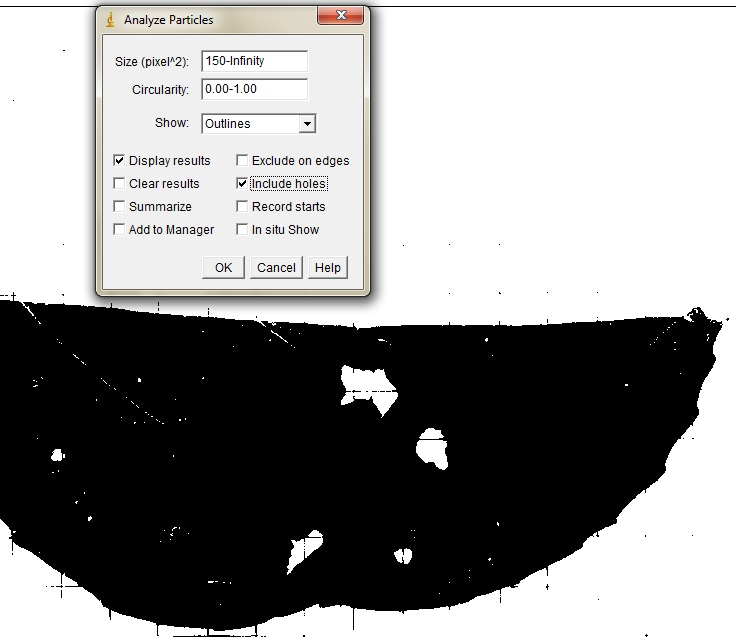 Analyze Particles
Size (pixel^2): 150-Infinity
Circularity: 0.00-1.00
Show: Outlines
Display results Exclude on edges
Clear results Include holes
Summarize Record starts
Add to Manager In situ Show
OK Cancel Help